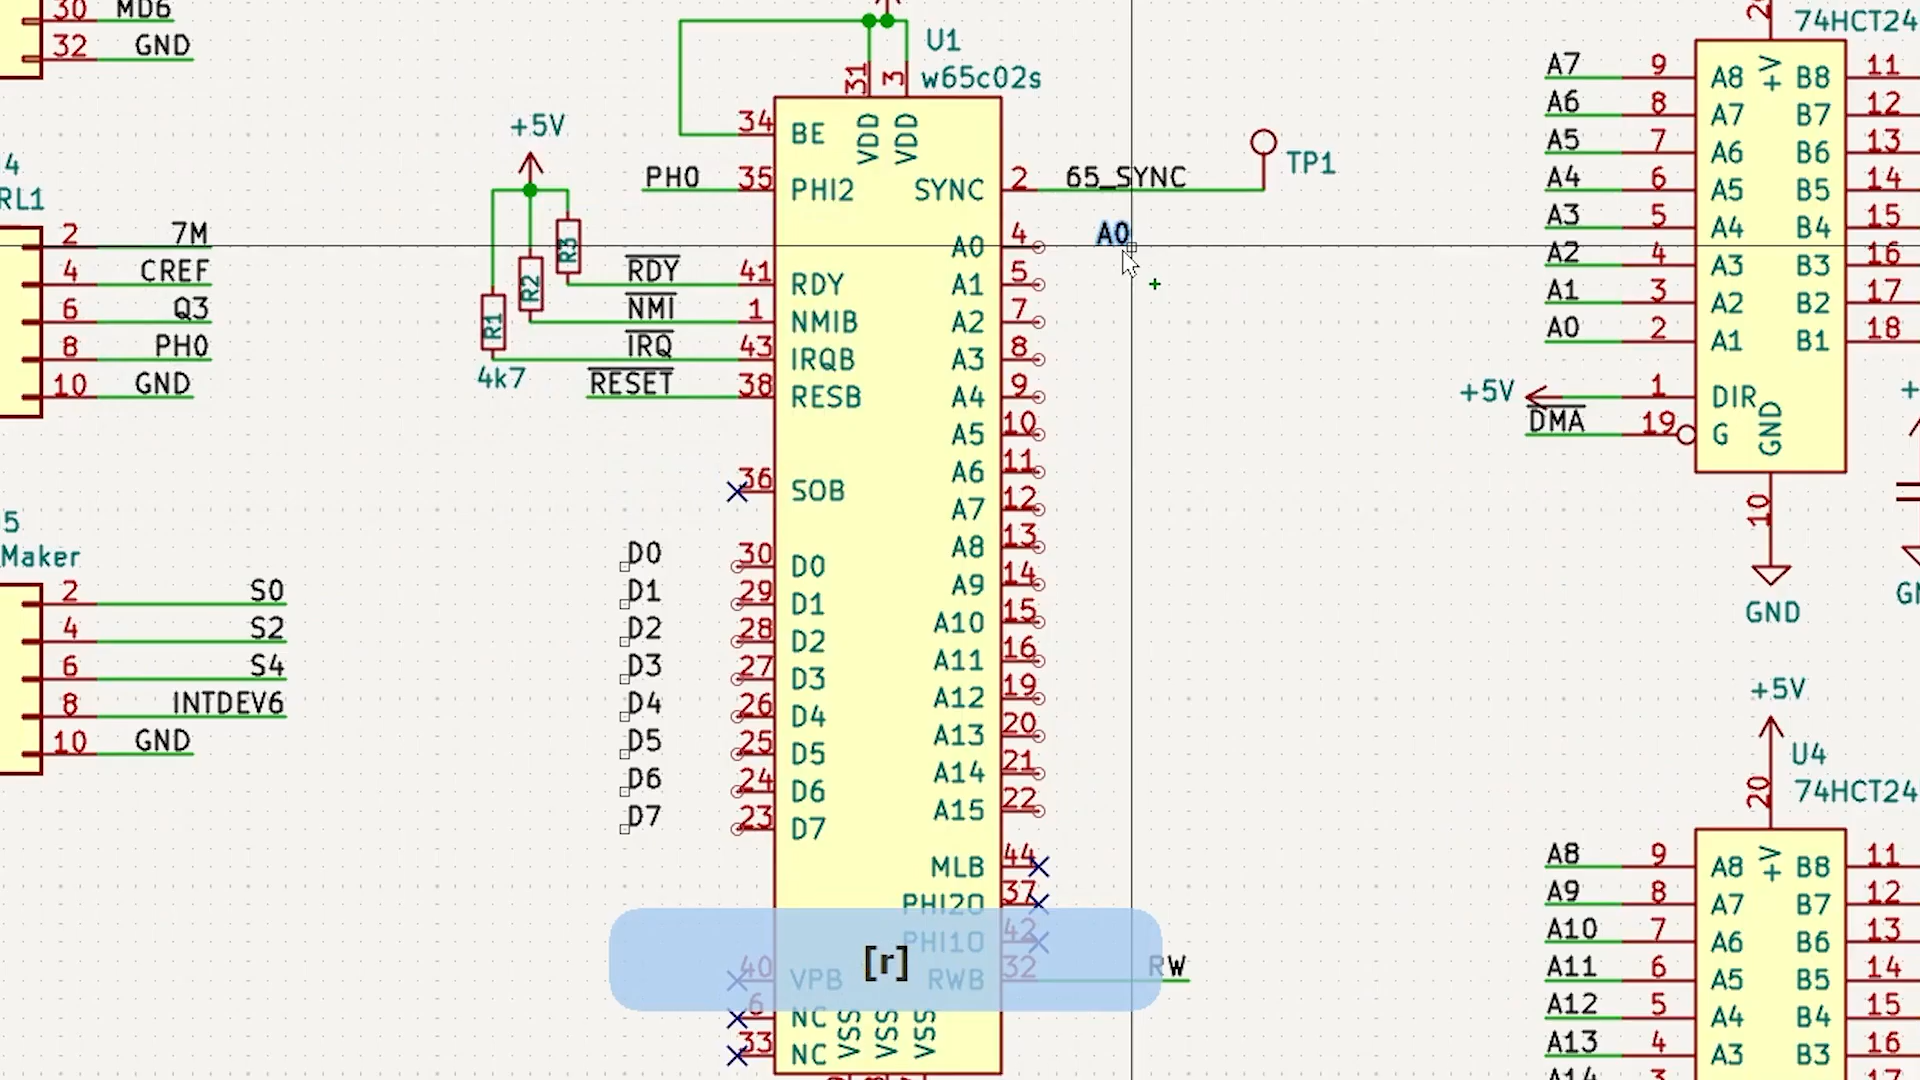 30 MD6
32 GND
4
RL1
2 7M
4 CREF
6 Q3
8 PH0
10 GND
5
Maker
2 S0
4 S2
6 S4
8 INTDEV6
10 GND
+5V
R1
R2
R3
4k7
PH0
RDY
NMI
IRQ
RESET
D0
D1
D2
D3
D4
D5
D6
D7
U1
w65c02s
31 3
VDD VDD
34 BE
35 PHI2
41 RDY
1 NMIB
43 IRQB
38 RESB
36 SOB
30 D0
29 D1
28 D2
27 D3
26 D4
25 D5
24 D6
23 D7
40 VPB
6 NC
33 NC
VSS VSS VSS
SYNC 2 65_SYNC
TP1
A0 4 A0
A1 5
A2 7
A3 8
A4 9
A5 10
A6 11
A7 12
A8 13
A9 14
A10 15
A11 16
A12 19
A13 20
A14 21
A15 22
MLB 44
PHI2O 37
PHI1O 42
RWB 32 RW
[r]
74HCT24
A7 9 A8 +V B8 11
A6 8 A7 B7 12
A5 7 A6 B6 13
A4 6 A5 B5 14
A3 5 A4 B4 15
A2 4 A3 B3 16
A1 3 A2 B2 17
A0 2 A1 B1 18
+5V 1 DIR
DMA 19 G GND
10
GND
+5V
U4
74HCT24
20
A8 9 A8 +V B8 11
A9 8 A7 B7 12
A10 7 A6 B6 13
A11 6 A5 B5 14
A12 5 A4 B4 15
A13 4 A3 B3 16
A14 3